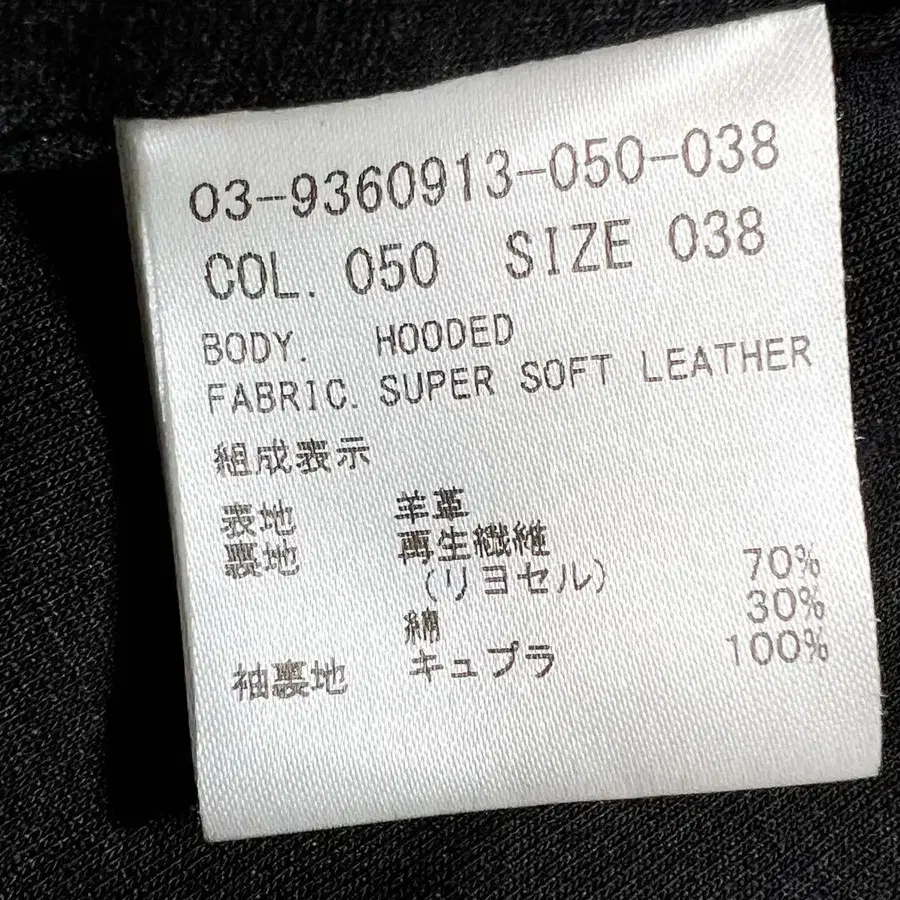 03-9360913-050-038
COL. 050 SIZE 038
BODY. HOODED
FABRIC. SUPER SOFT LEATHER
組成表示
表地 羊革
裏地 再生繊維
(リヨセル) 70%
綿 30%
袖裏地 キュプラ 100%